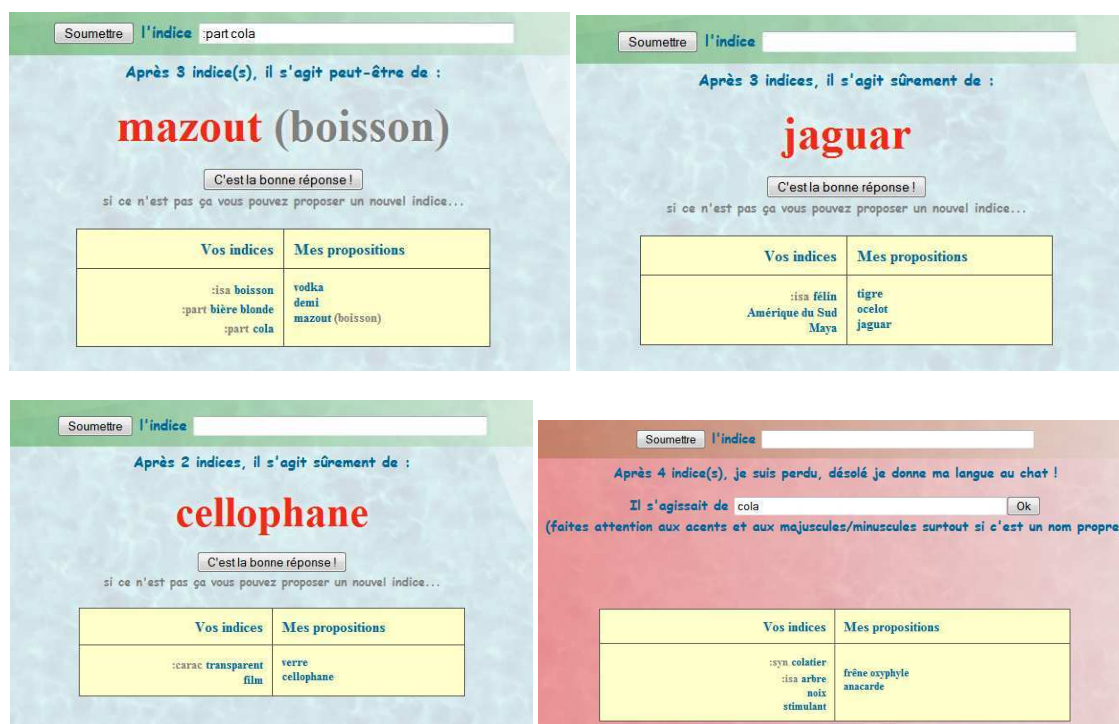 Soumettre l'indice :part cola
Après 3 indice(s), il s'agit peut-être de :
mazout (boisson)
C'est la bonne réponse !
si ce n'est pas ça vous pouvez proposer un nouvel indice...
Vos indices Mes propositions
:isa boisson vodka
:part bière blonde demi
:part cola mazout (boisson)
Soumettre l'indice
Après 3 indices, il s'agit sûrement de :
jaguar
C'est la bonne réponse !
si ce n'est pas ça vous pouvez proposer un nouvel indice...
Vos indices Mes propositions
:isa félin tigre
Amérique du Sud ocelot
Maya jaguar
Soumettre l'indice
Après 2 indices, il s'agit sûrement de :
cellophane
C'est la bonne réponse !
si ce n'est pas ça vous pouvez proposer un nouvel indice...
Vos indices Mes propositions
:carac transparent verre
film cellophane
Soumettre l'indice
Après 4 indice(s), je suis perdu, désolé je donne ma langue au chat !
Il s'agissait de cola Ok
(faites attention aux acents et aux majuscules/minuscules surtout si c'est un nom propre
Vos indices Mes propositions
:syn colatier
:isa arbre frêne oxyphyle
noix anacarde
stimulant